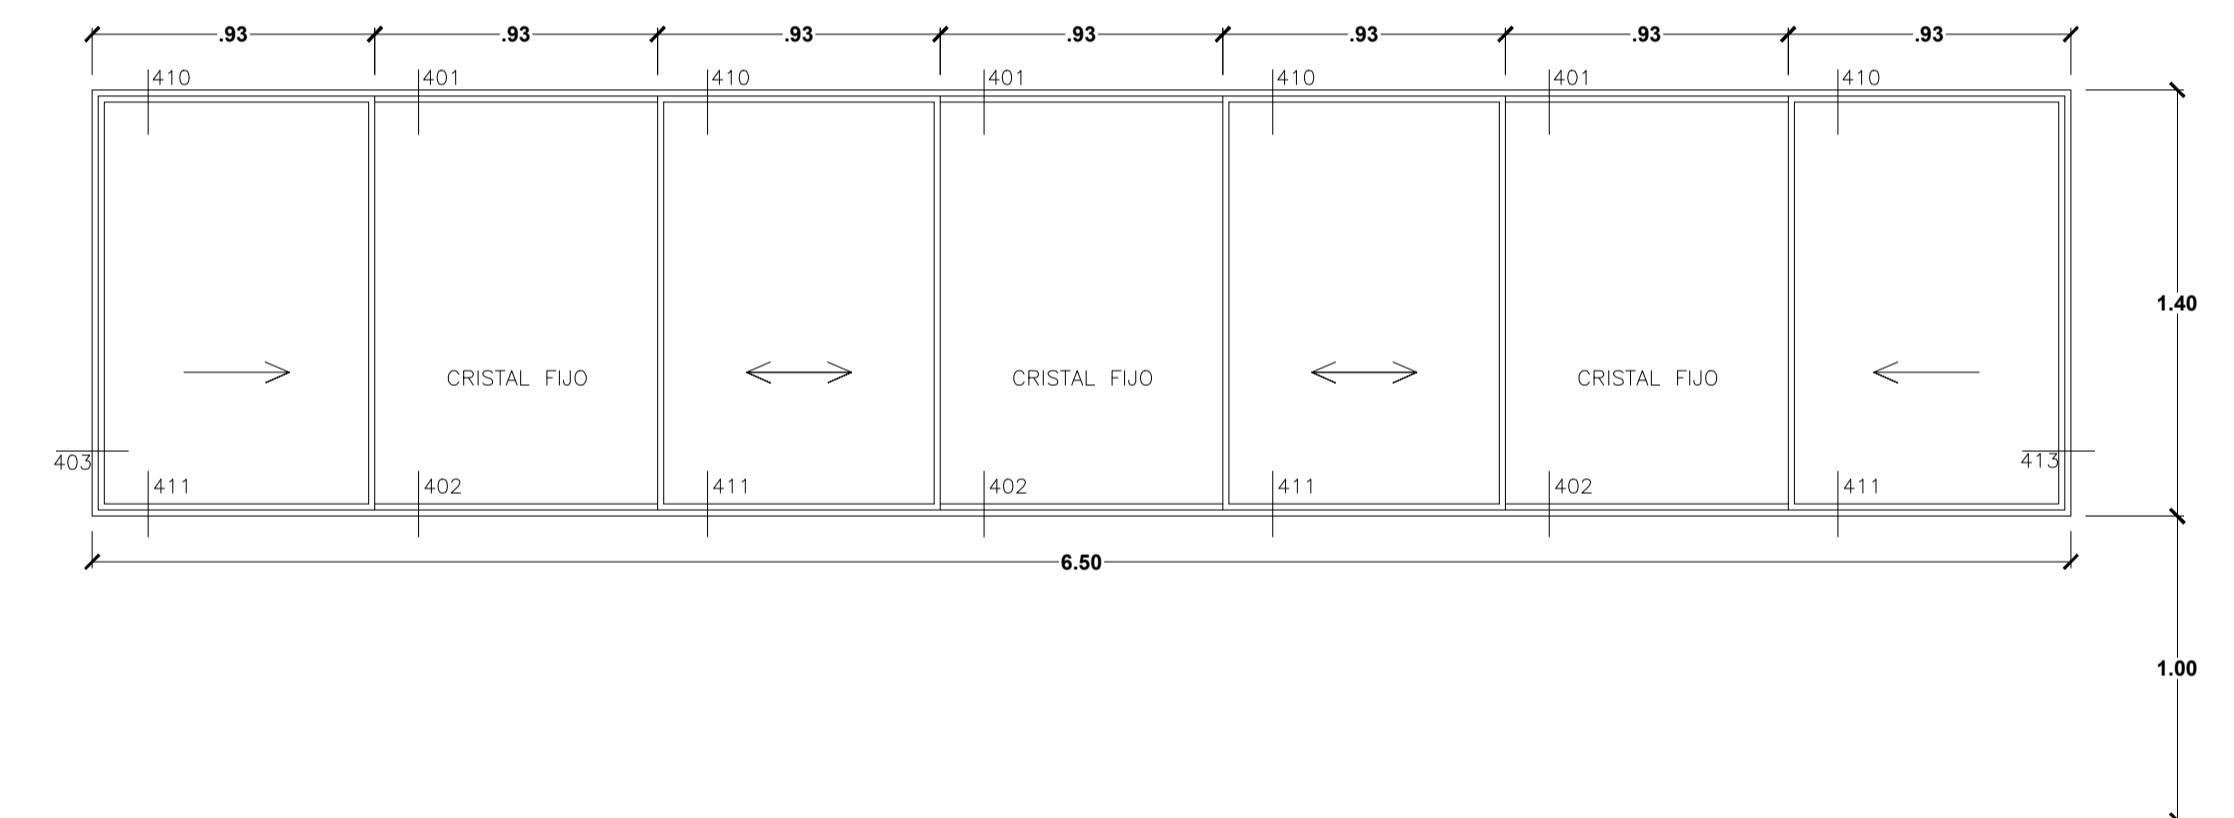 .93 .93 .93 .93 .93 .93 .93
410 401 410 401 410 401 410
1.40
CRISTAL FIJO CRISTAL FIJO CRISTAL FIJO
403 413
411 402 411 402 411 402 411
6.50
1.00